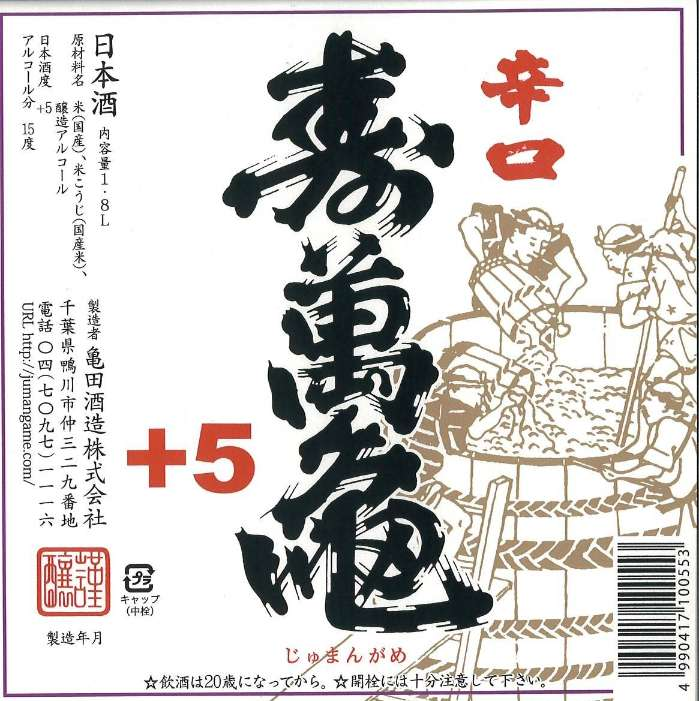 辛口
寿萬亀
じゅまんがめ
+5
日本酒 内容量1.8L
原材料名 米(国産)、米こうじ(国産米)、
醸造アルコール
日本酒度 +5
アルコール分 15度
製造者 亀田酒造株式会社
千葉県鴨川市仲三二九番地
電話 〇四(七〇九七)一一一六
URL http://jumangame.com/
謹醸
プラ
キャップ
(中栓)
製造年月
☆飲酒は20歳になってから。☆開栓には十分注意して下さい。
4 990417 100553